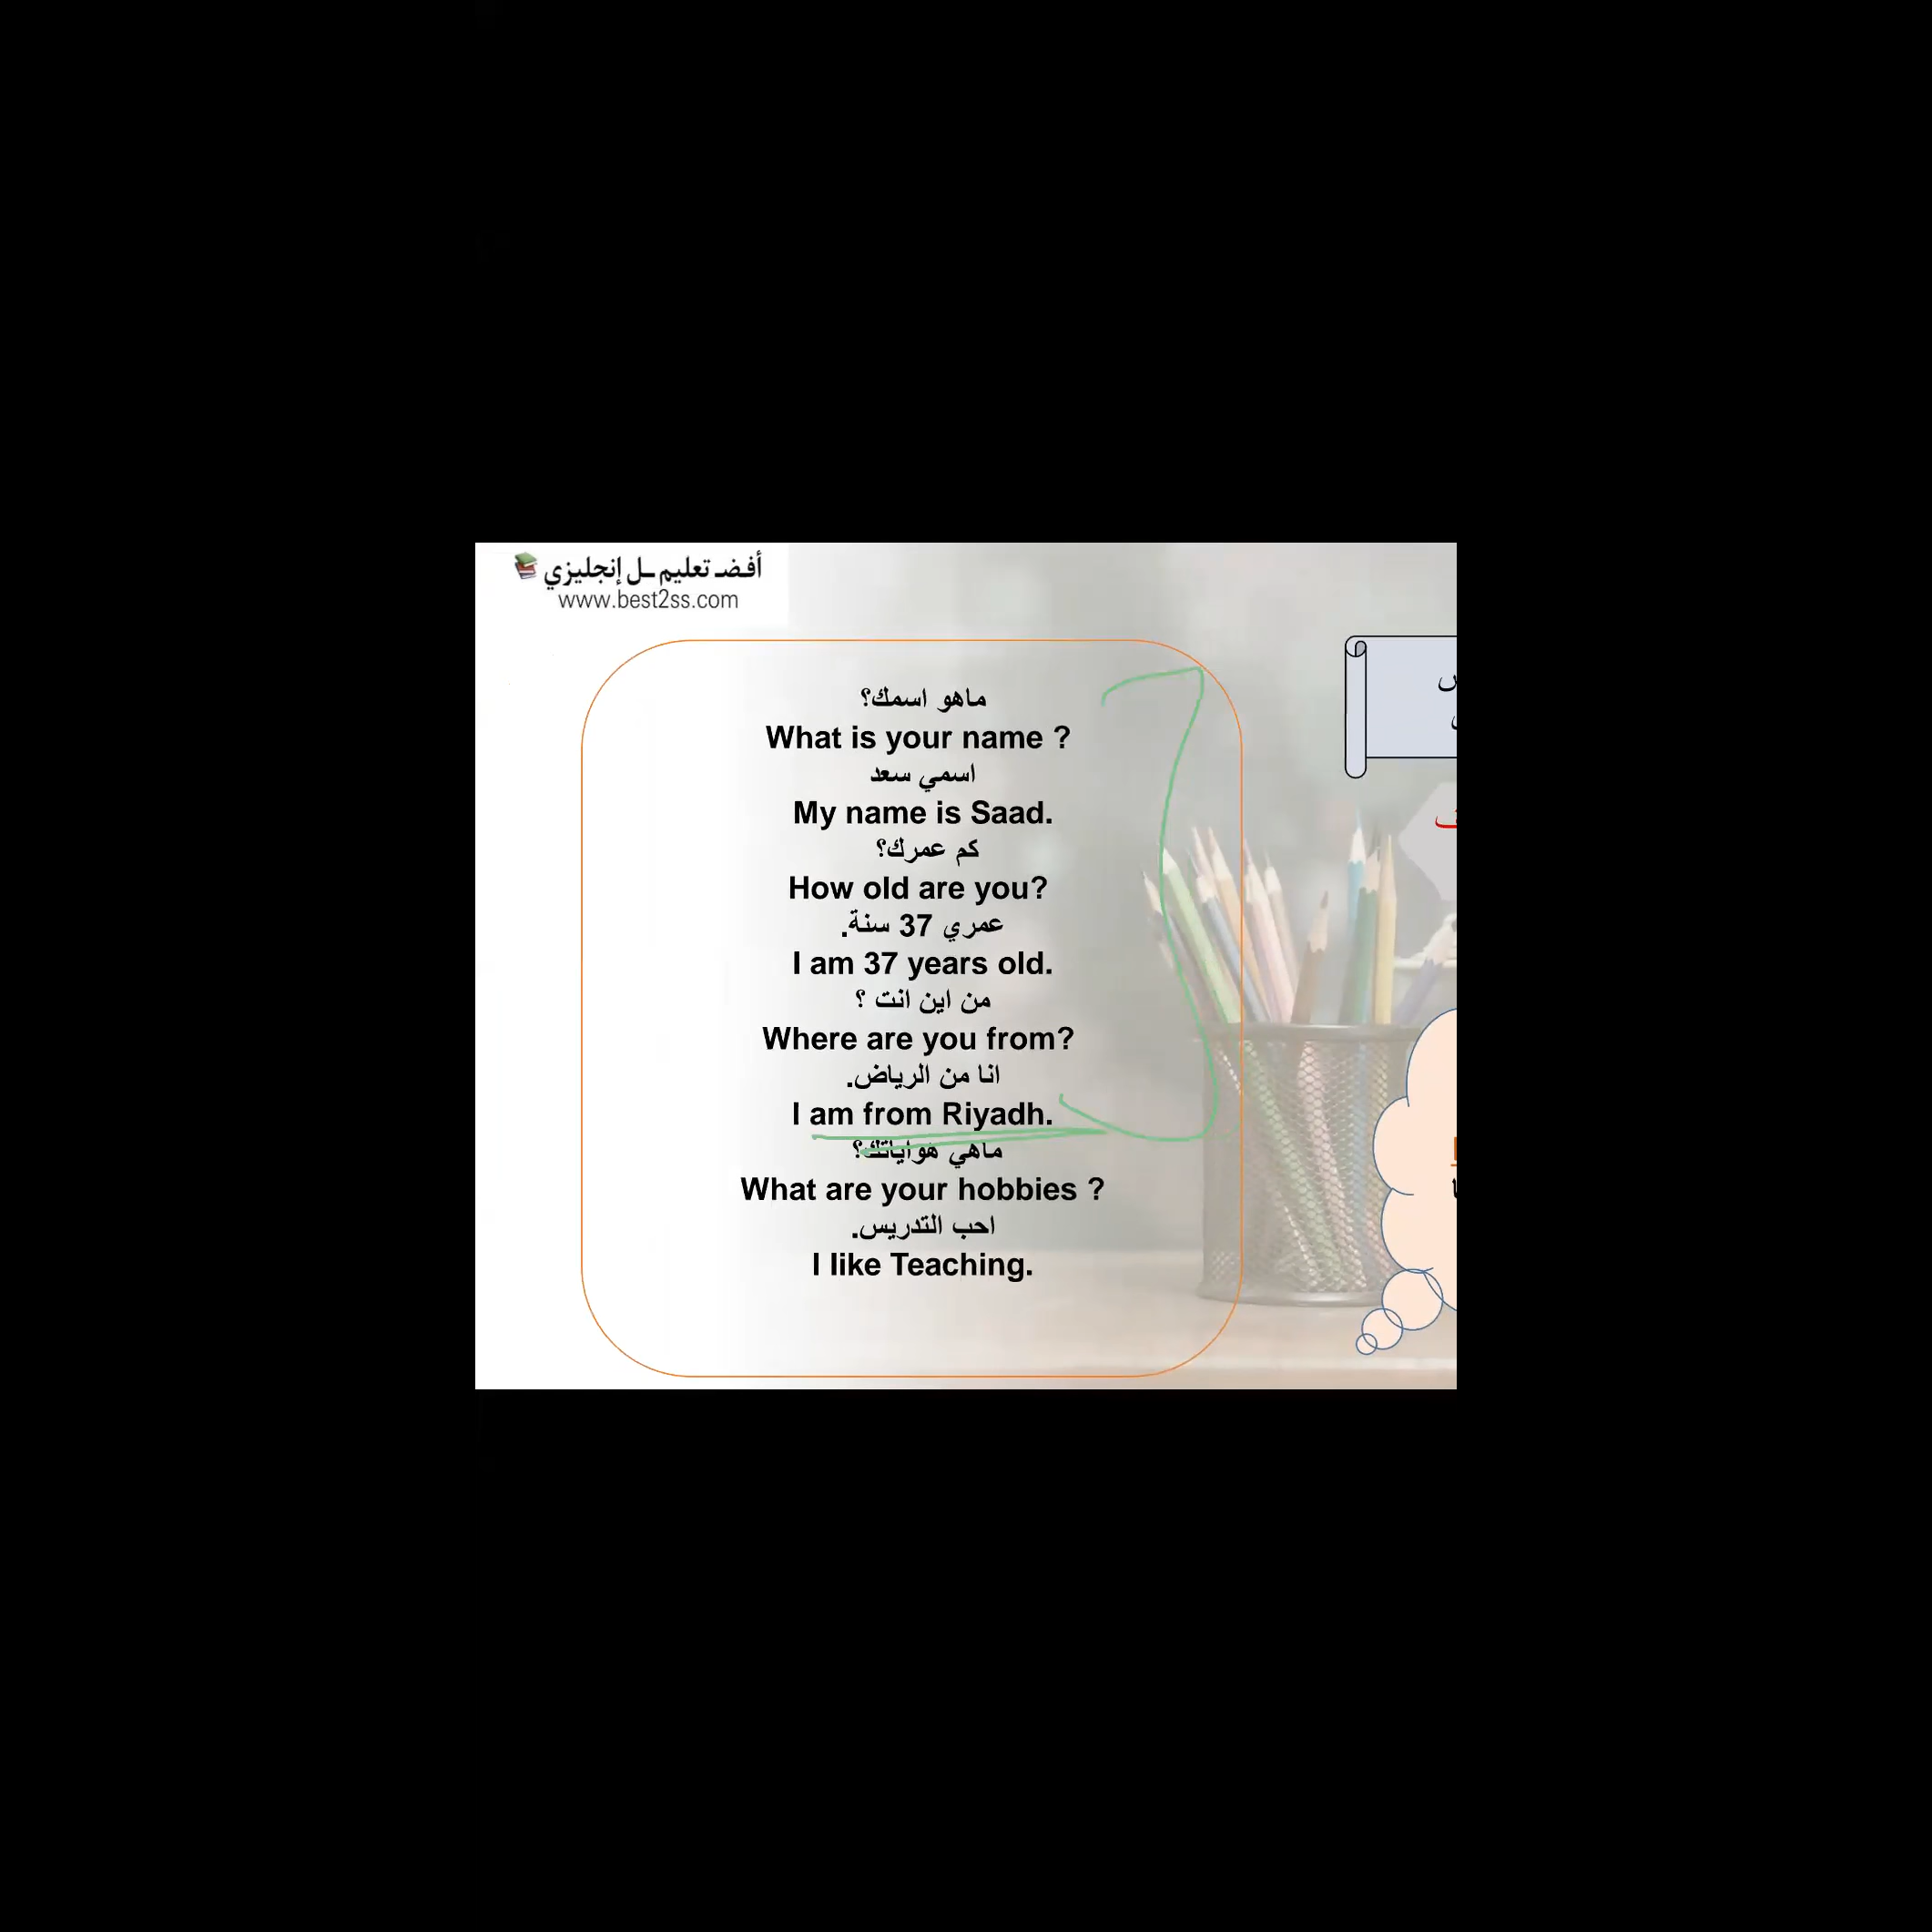 أفضـ تعليم ـل إنجليزي
www.best2ss.com
ماهو اسمك؟
What is your name ?
اسمي سعد
My name is Saad.
كم عمرك؟
How old are you?
عمري 37 سنة.
I am 37 years old.
من اين انت ؟
Where are you from?
انا من الرياض.
I am from Riyadh.
ماهي هواياتك؟
What are your hobbies ?
احب التدريس.
I like Teaching.